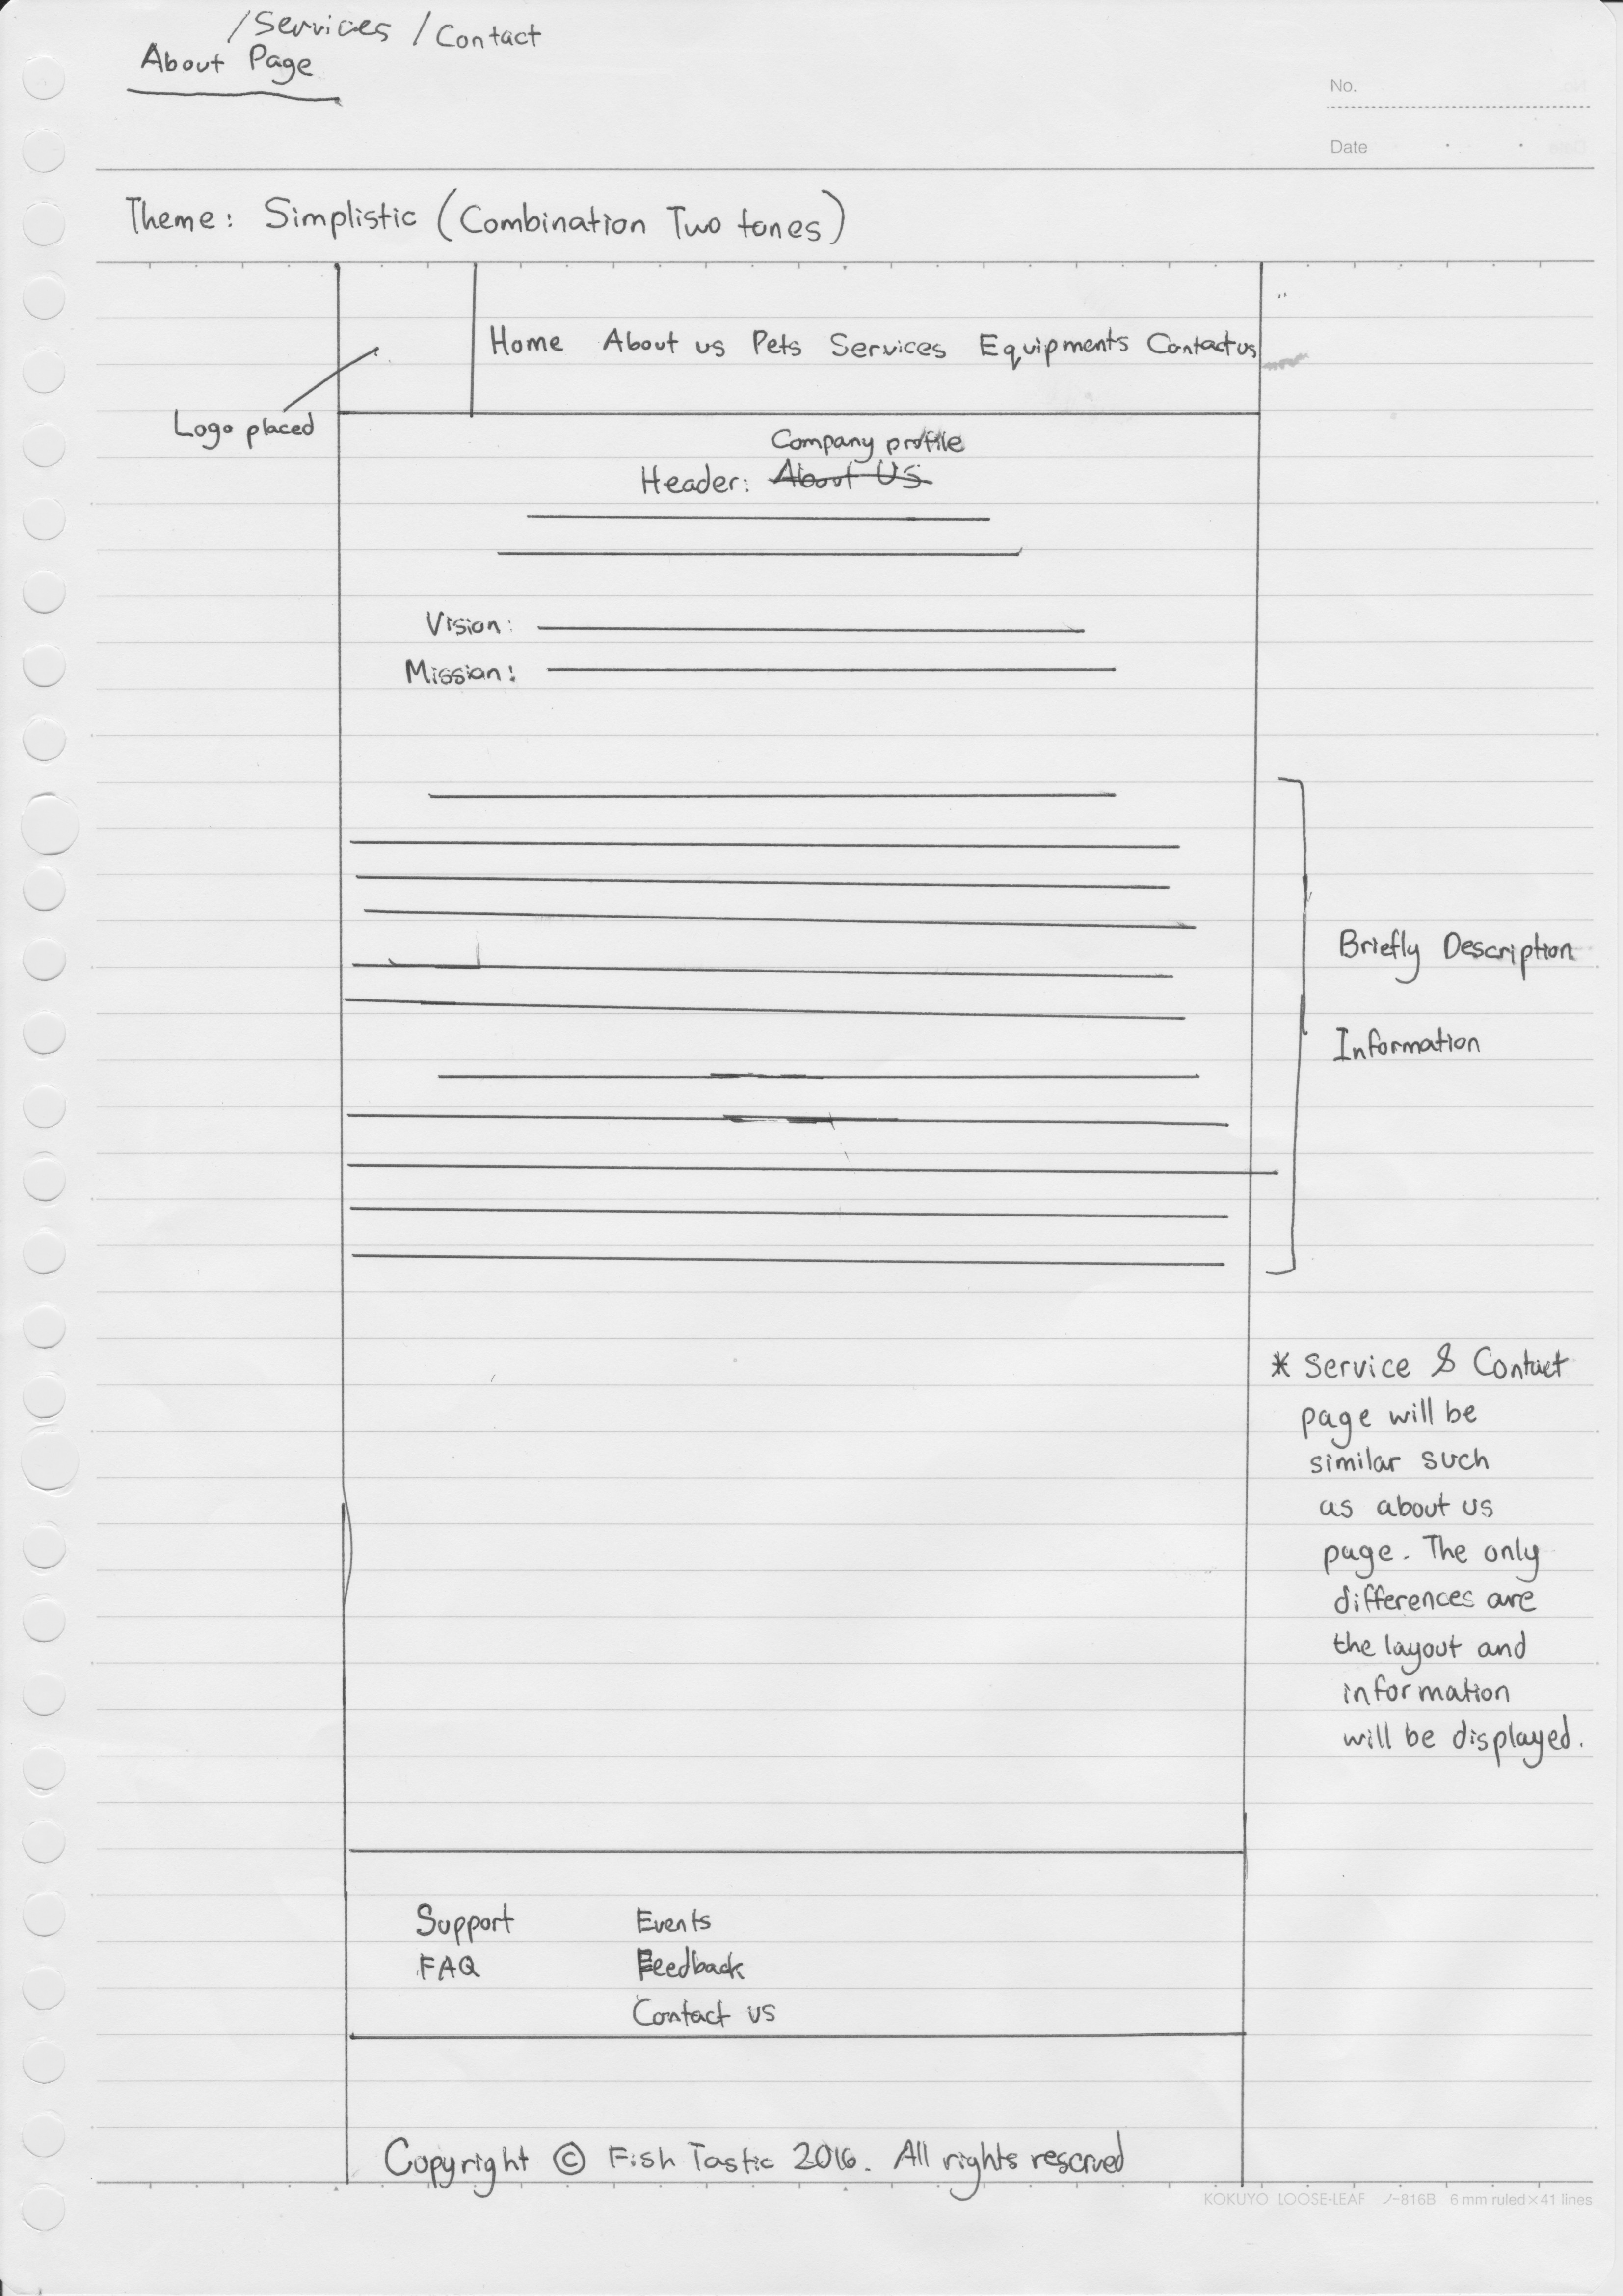 /Services /Contact
About Page
No.
Date
Theme: Simplistic (Combination Two tones)
Home About us Pets Services Equipments Contact us
Logo placed
Company profile
Header: About US
Vision:
Mission:
Briefly Description
Information
* Service & Contact
page will be
similar such
as about us
page. The only
differences are
the layout and
information
will be displayed.
Support Events
FAQ Feedback
Contact us
Copyright © Fish Tastic 2016. All rights reserved
KOKUYO LOOSE-LEAF ノ-816B 6 mm ruled×41 lines